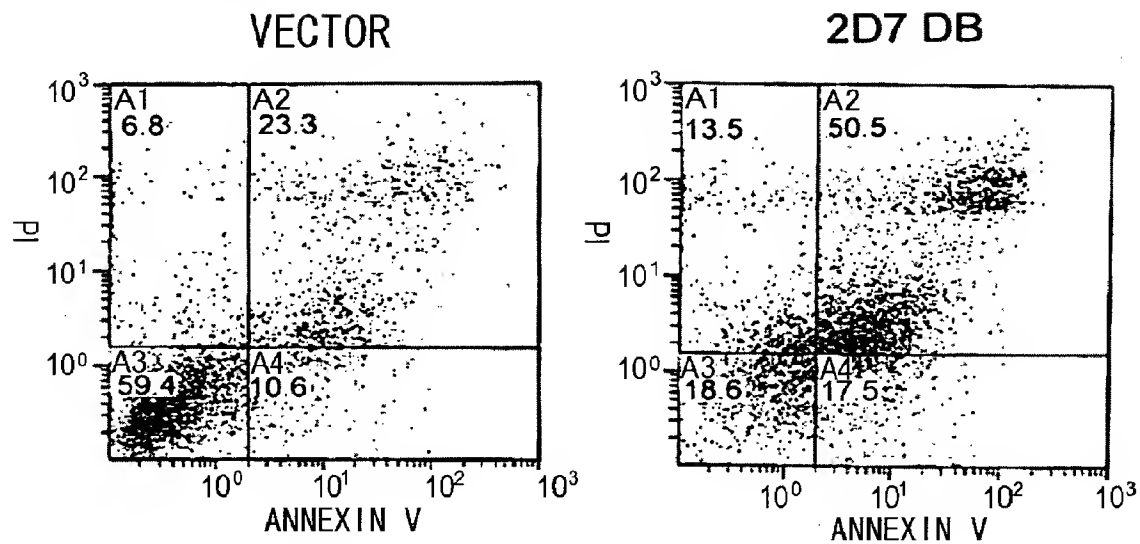 VECTOR
10³
A1
6.8
A2
23.3
10²
PI
10¹
10⁰
A3
59.4
A4
10.6
10⁰ 10¹ 10² 10³
ANNEXIN V
2D7 DB
10³
A1
13.5
A2
50.5
10²
PI
10¹
10⁰
A3
18.6
A4
17.5
10⁰ 10¹ 10² 10³
ANNEXIN V